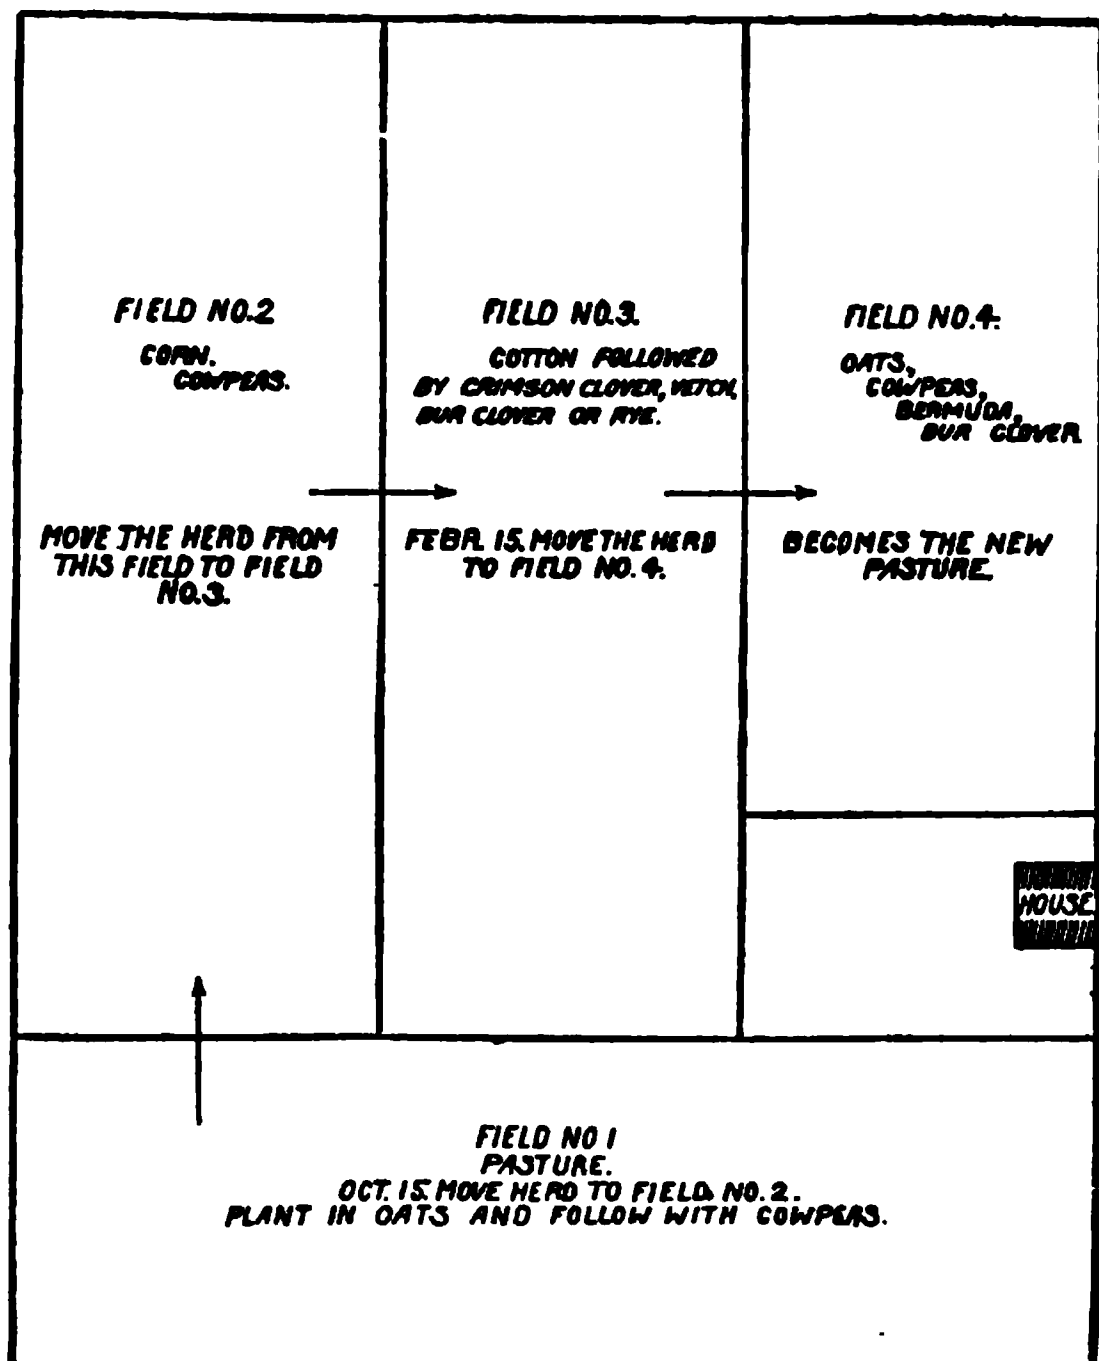 FIELD NO.2
CORN.
COWPEAS.
MOVE THE HERD FROM
THIS FIELD TO FIELD
NO.3.
FIELD NO.3.
COTTON FOLLOWED
BY CRIMSON CLOVER, VETCH,
BUR CLOVER OR RYE.
FEBR. 15. MOVE THE HERD
TO FIELD NO. 4.
FIELD NO.4.
OATS,
COWPEAS,
BERMUDA,
BUR CLOVER
BECOMES THE NEW
PASTURE.
HOUSE
FIELD NO 1
PASTURE.
OCT. 15. MOVE HERD TO FIELD NO. 2.
PLANT IN OATS AND FOLLOW WITH COWPEAS.